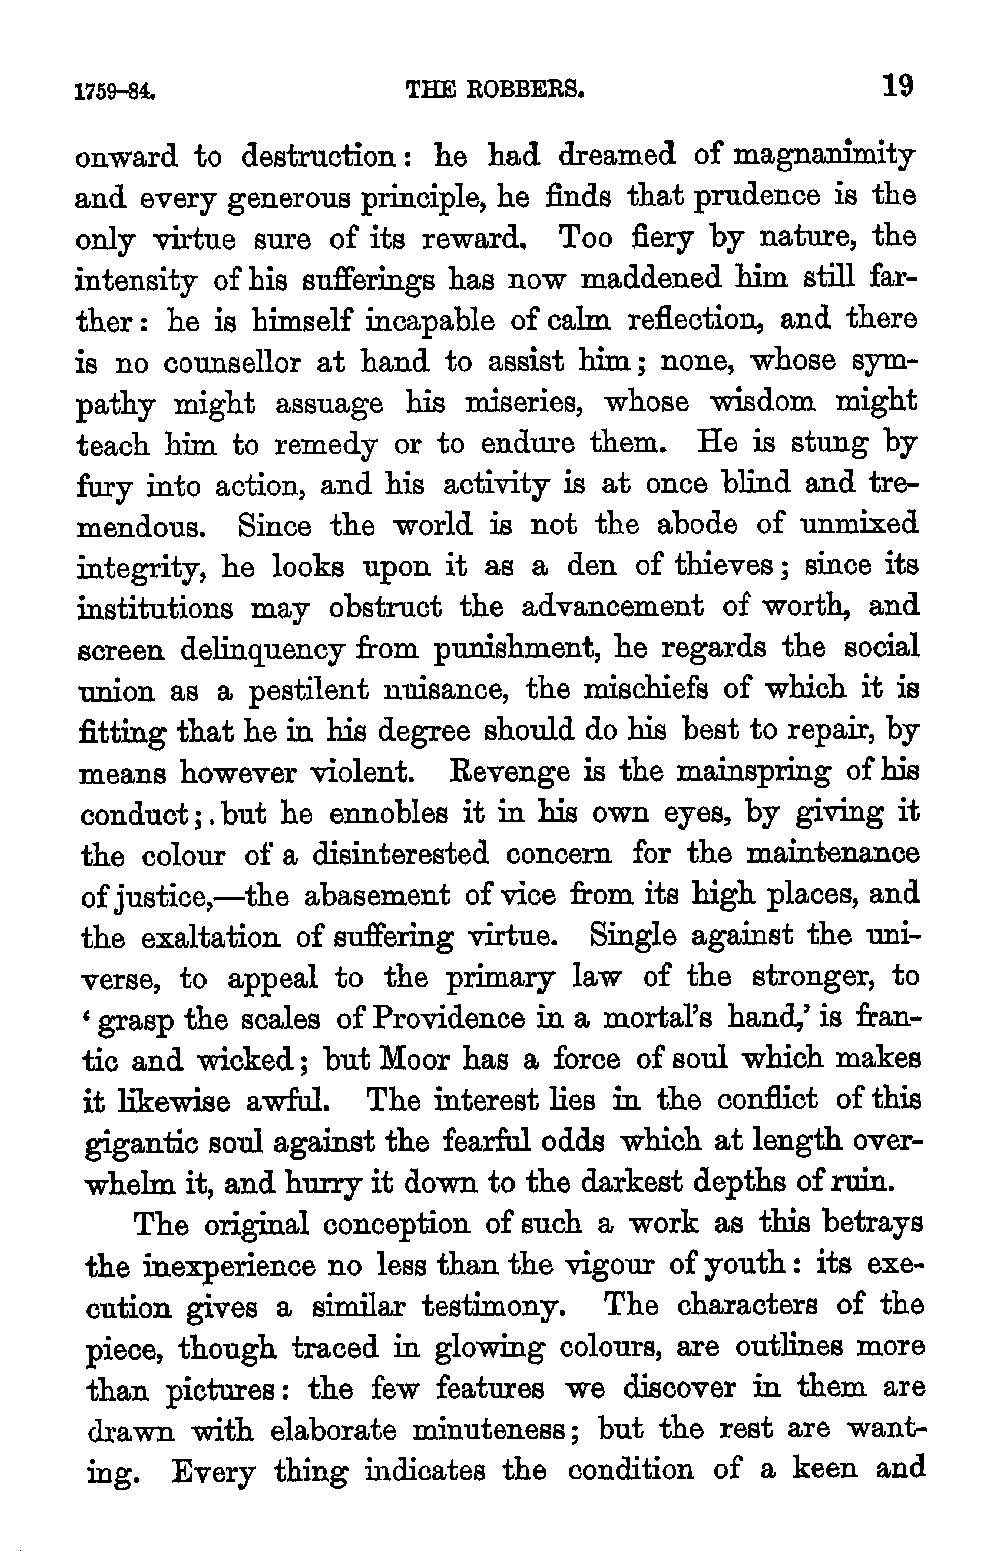 1759–84. THE ROBBERS. 19
onward to destruction: he had dreamed of magnanimity
and every generous principle, he finds that prudence is the
only virtue sure of its reward. Too fiery by nature, the
intensity of his sufferings has now maddened him still far-
ther: he is himself incapable of calm reflection, and there
is no counsellor at hand to assist him; none, whose sym-
pathy might assuage his miseries, whose wisdom might
teach him to remedy or to endure them. He is stung by
fury into action, and his activity is at once blind and tre-
mendous. Since the world is not the abode of unmixed
integrity, he looks upon it as a den of thieves; since its
institutions may obstruct the advancement of worth, and
screen delinquency from punishment, he regards the social
union as a pestilent nuisance, the mischiefs of which it is
fitting that he in his degree should do his best to repair, by
means however violent. Revenge is the mainspring of his
conduct; but he ennobles it in his own eyes, by giving it
the colour of a disinterested concern for the maintenance
of justice,—the abasement of vice from its high places, and
the exaltation of suffering virtue. Single against the uni-
verse, to appeal to the primary law of the stronger, to
‘grasp the scales of Providence in a mortal’s hand,’ is fran-
tic and wicked; but Moor has a force of soul which makes
it likewise awful. The interest lies in the conflict of this
gigantic soul against the fearful odds which at length over-
whelm it, and hurry it down to the darkest depths of ruin.
The original conception of such a work as this betrays
the inexperience no less than the vigour of youth: its exe-
cution gives a similar testimony. The characters of the
piece, though traced in glowing colours, are outlines more
than pictures: the few features we discover in them are
drawn with elaborate minuteness; but the rest are want-
ing. Every thing indicates the condition of a keen and